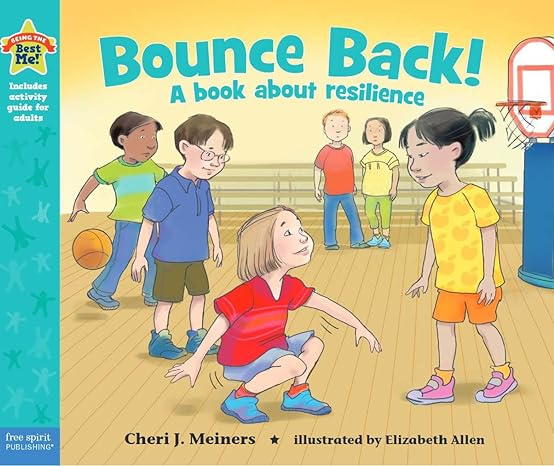 BEING THE
Best
Me!
Includes
activity
guide for
adults
Bounce Back!
A book about resilience
Cheri J. Meiners ★ illustrated by Elizabeth Allen
free spirit
PUBLISHING®